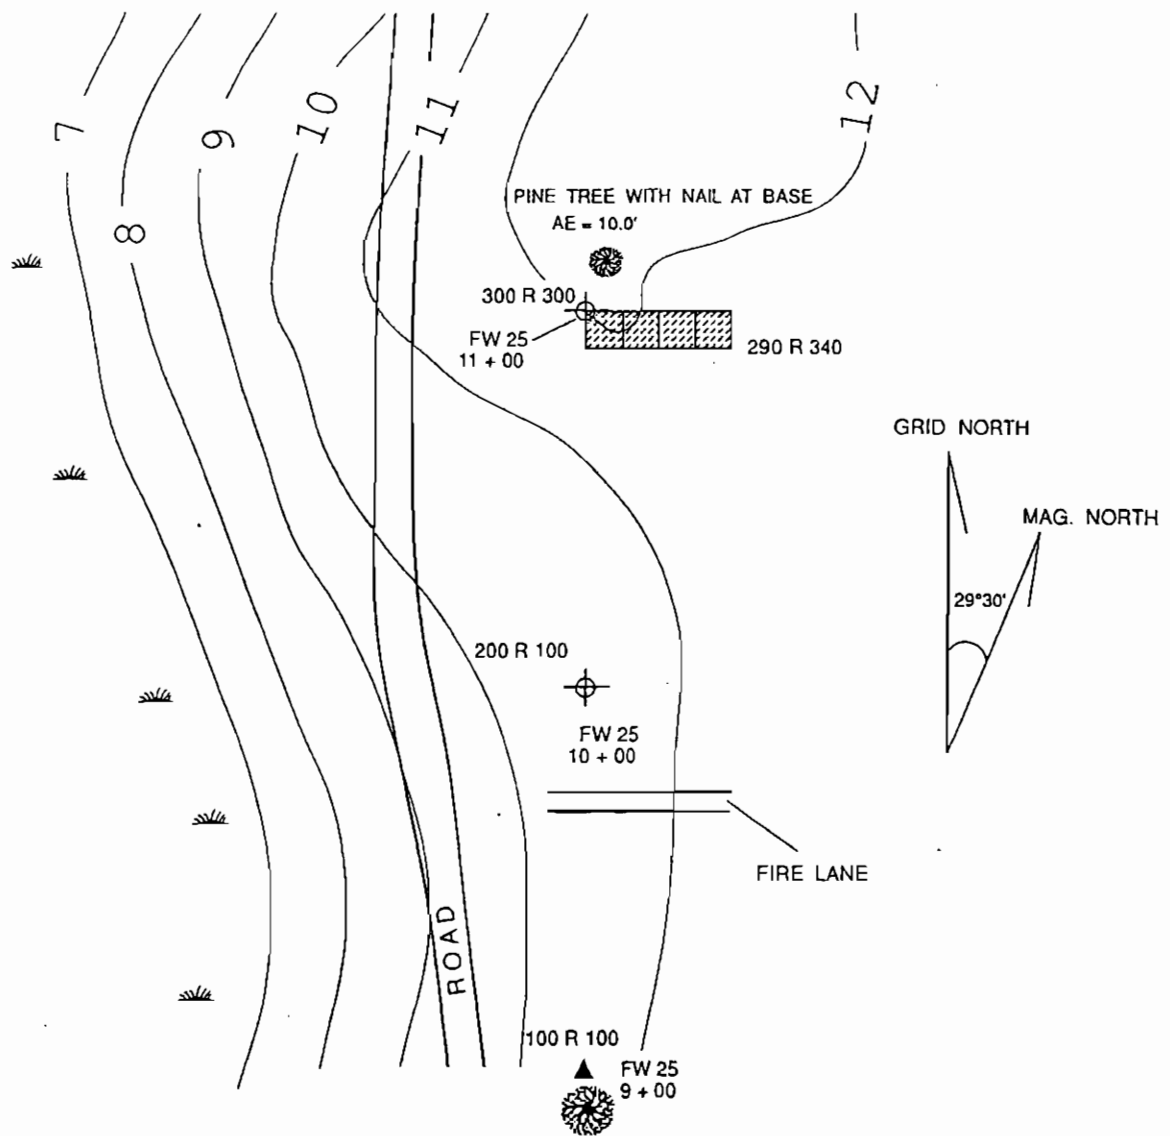 7
8
9
10
11
12
PINE TREE WITH NAIL AT BASE
AE = 10.0'
300 R 300
FW 25
11 + 00
290 R 340
GRID NORTH
MAG. NORTH
29°30'
200 R 100
FW 25
10 + 00
FIRE LANE
ROAD
100 R 100
FW 25
9 + 00